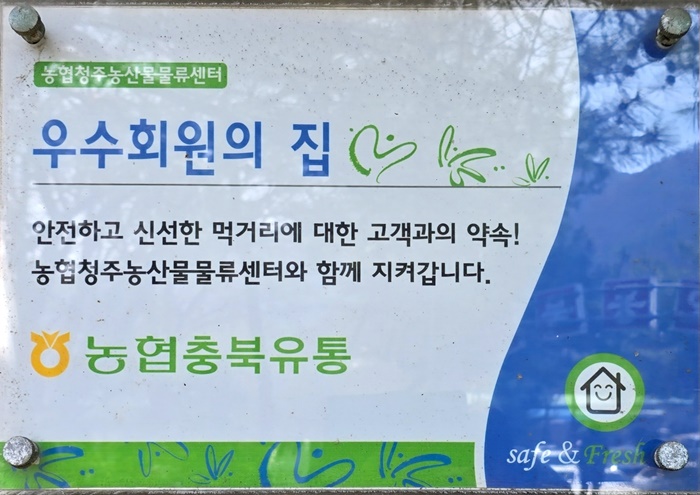 농협청주농산물물류센터
우수회원의 집
안전하고 신선한 먹거리에 대한 고객과의 약속!
농협청주농산물물류센터와 함께 지켜갑니다.
농협충북유통
safe & Fresh